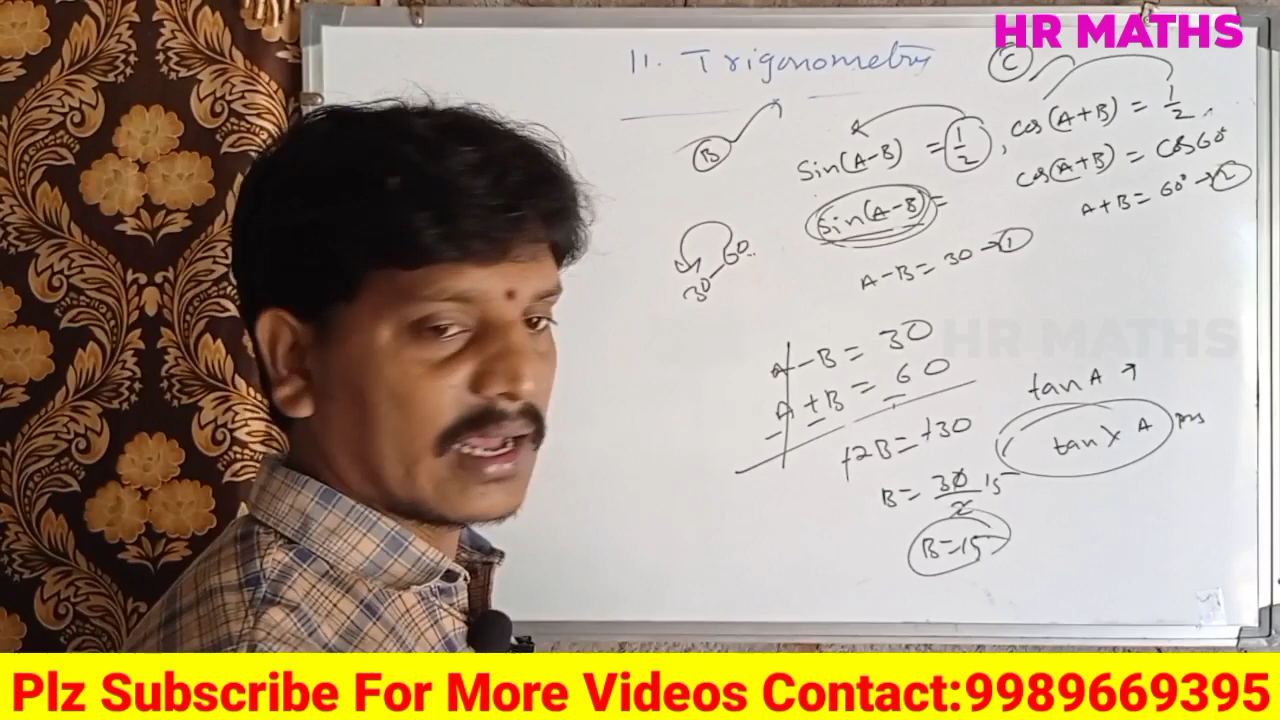 HR MATHS
11. Trigonometry
B
C
Sin(A-B) = 1/2, cos(A+B) = 1/2
cos(A+B) = cos60°
Sin(A-B) =
A+B = 60° → 2
A-B = 30 → 1
60
30
HR MATHS
A-B = 30
A+B = 60
- - -
+2B = +30
tan A
tan × A
B = 30/2 15
B=15
Plz Subscribe For More Videos Contact:9989669395